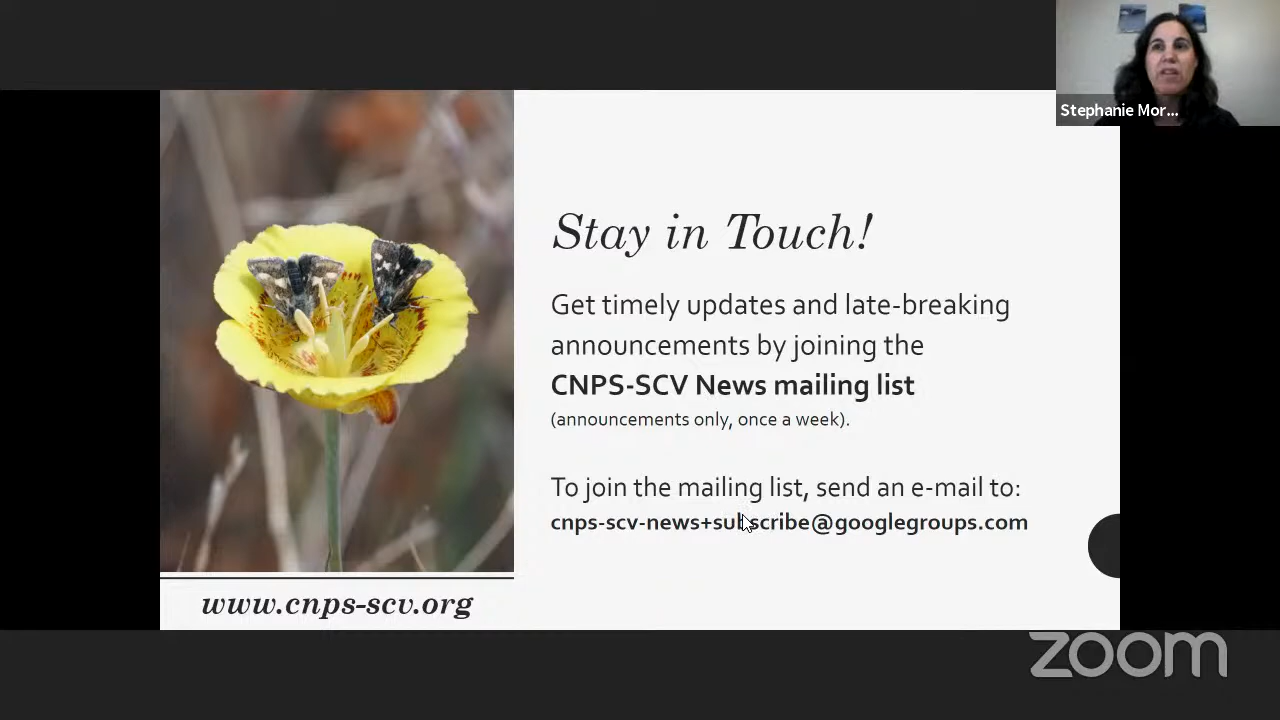 Stephanie Mor...
Stay in Touch!
Get timely updates and late-breaking
announcements by joining the
CNPS-SCV News mailing list
(announcements only, once a week).
To join the mailing list, send an e-mail to:
cnps-scv-news+subscribe@googlegroups.com
www.cnps-scv.org
zoom